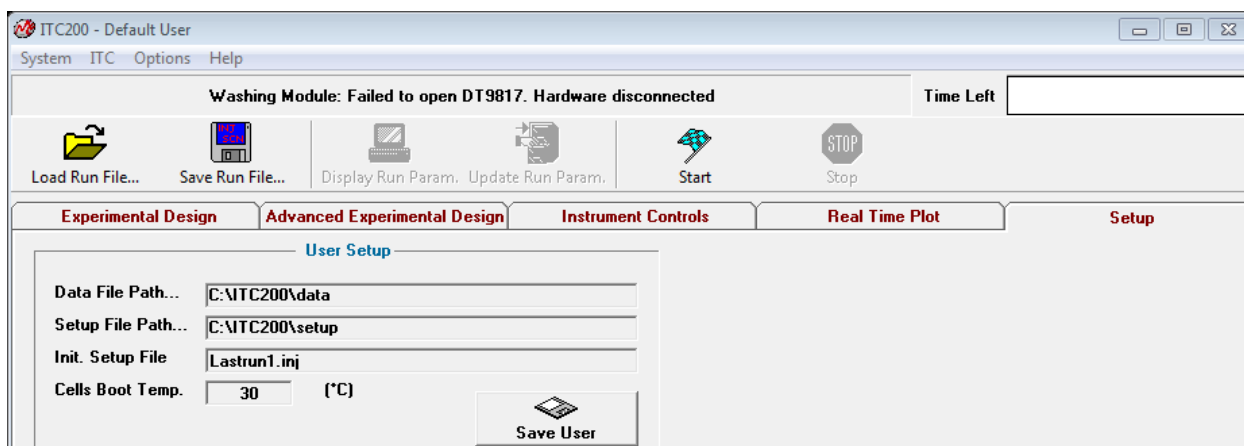 ITC200 - Default User
System ITC Options Help
Washing Module: Failed to open DT9817. Hardware disconnected Time Left
INJ
SCN
STOP
Load Run File... Save Run File... Display Run Param. Update Run Param. Start Stop
Experimental Design Advanced Experimental Design Instrument Controls Real Time Plot Setup
User Setup
Data File Path... C:\ITC200\data
Setup File Path... C:\ITC200\setup
Init. Setup File Lastrun1.inj
Cells Boot Temp. 30 (°C)
Save User